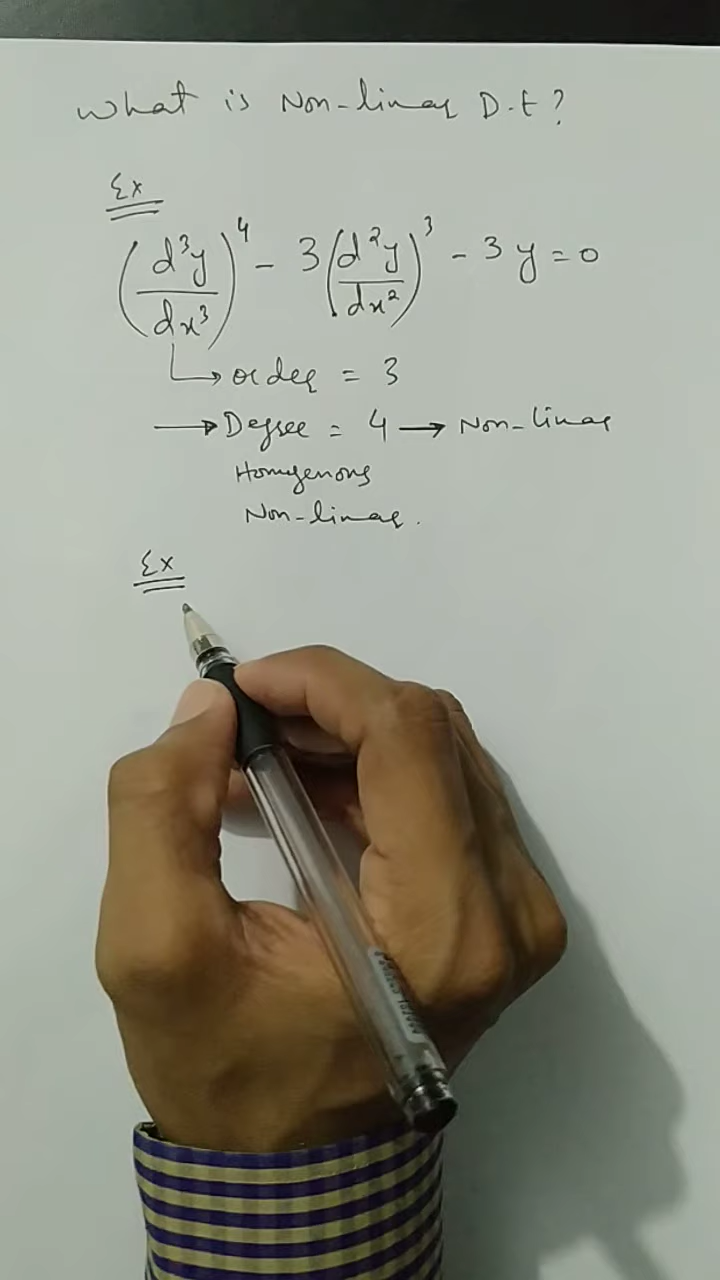 What is Non-linear D.E?
Ex
(d³y/dx³)⁴ - 3(d²y/dx²)³ - 3y = 0
→ order = 3
→ Degree = 4 → Non-linear
Homogenous
Non-linear.
Ex